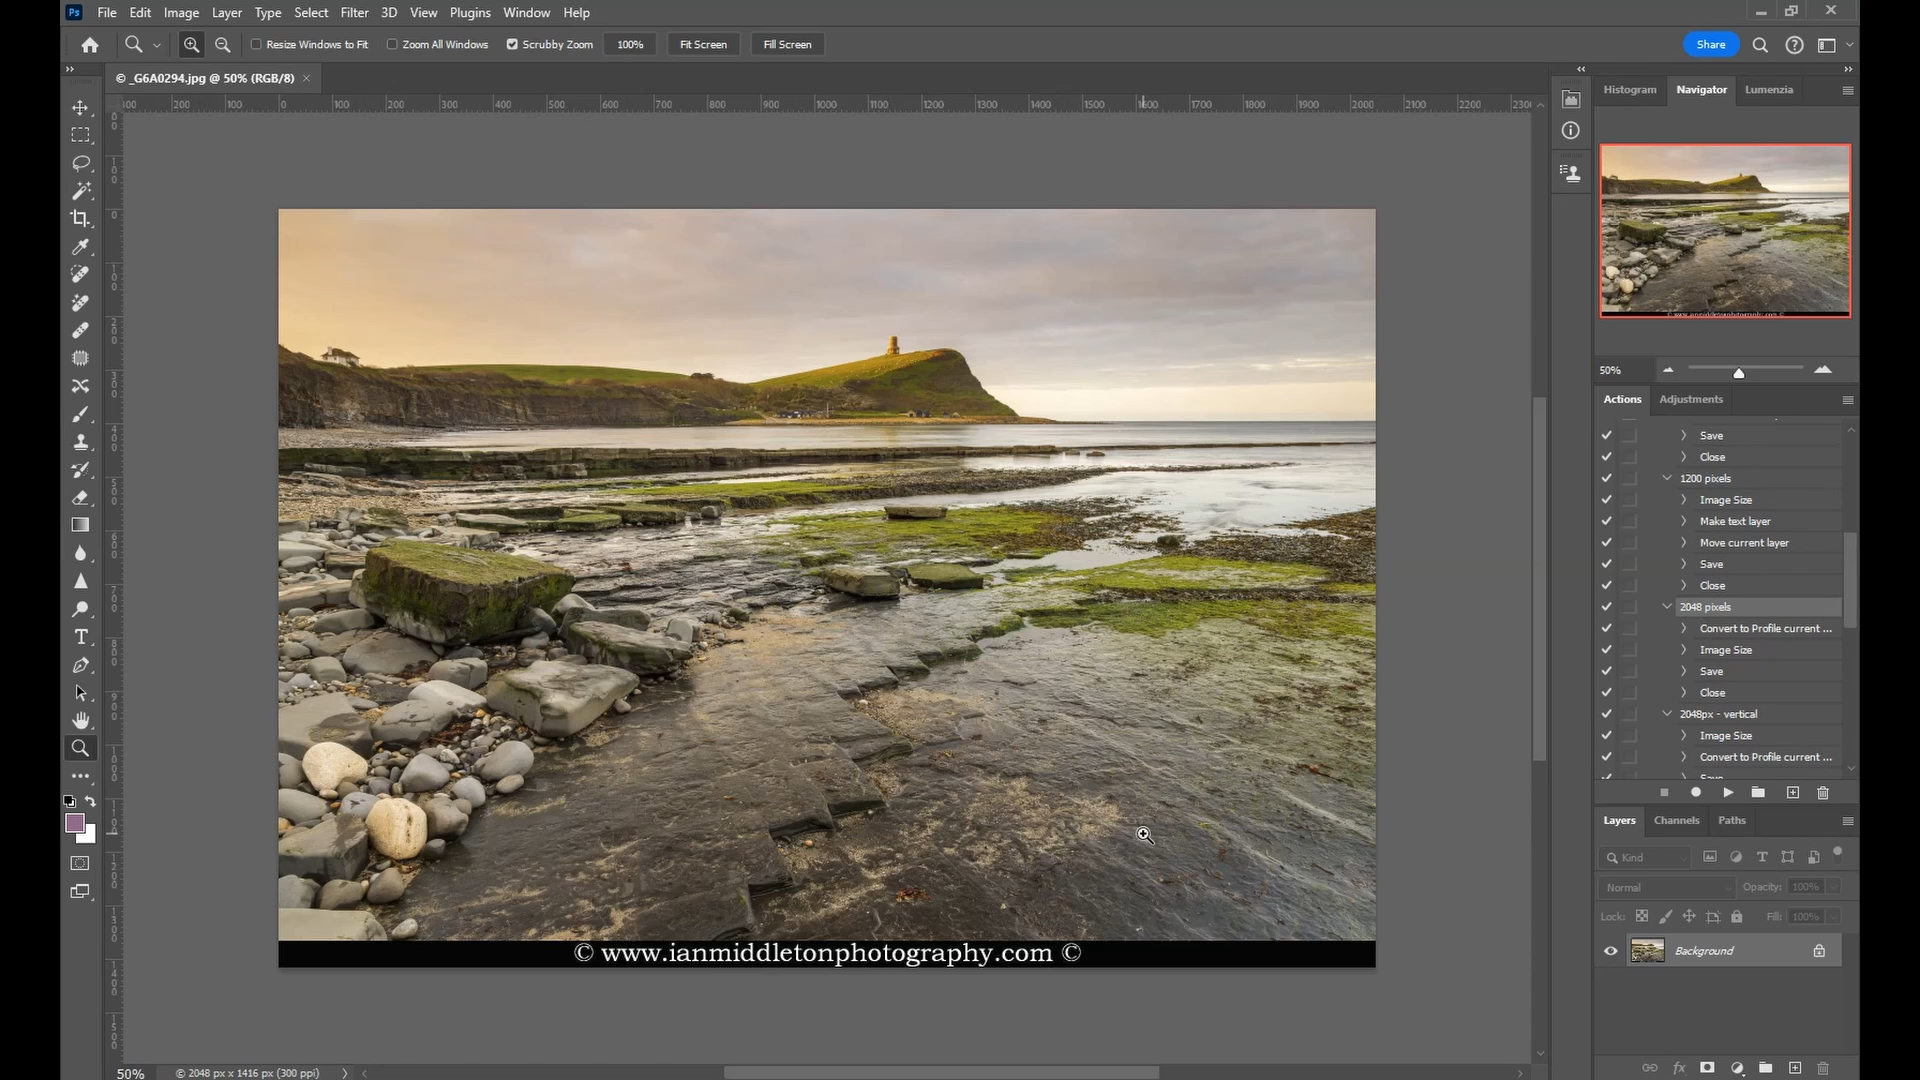 Ps File Edit Image Layer Type Select Filter 3D View Plugins Window Help
Resize Windows to Fit Zoom All Windows Scrubby Zoom 100% Fit Screen Fill Screen Share
© _G6A0294.jpg @ 50% (RGB/8) ×
200 100 0 100 200 300 400 500 600 700 800 900 1000 1100 1200 1300 1400 1500 1600 1700 1800 1900 2000 2100 2200
Histogram Navigator Lumenzia
50%
Actions Adjustments
Save
Close
1200 pixels
Image Size
Make text layer
Move current layer
Save
Close
2048 pixels
Convert to Profile current ...
Image Size
Save
Close
2048px - vertical
Image Size
Convert to Profile current ...
Save
Layers Channels Paths
Kind
Normal Opacity: 100%
Lock: Fill: 100%
Background
© www.ianmiddletonphotography.com ©
50% © 2048 px x 1416 px (300 ppi)